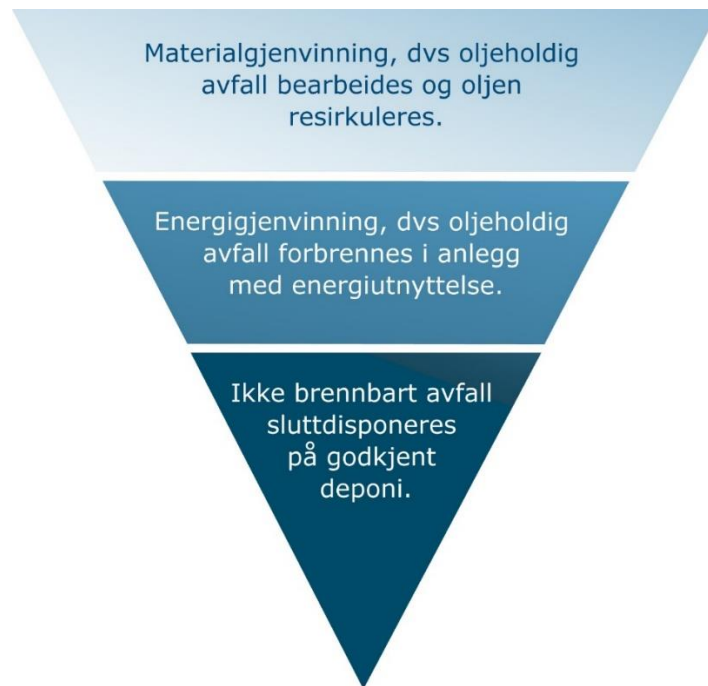 Materialgjenvinning, dvs oljeholdig
avfall bearbeides og oljen
resirkuleres.
Energigjenvinning, dvs oljeholdig
avfall forbrennes i anlegg
med energiutnyttelse.
Ikke brennbart avfall
sluttdisponeres
på godkjent
deponi.